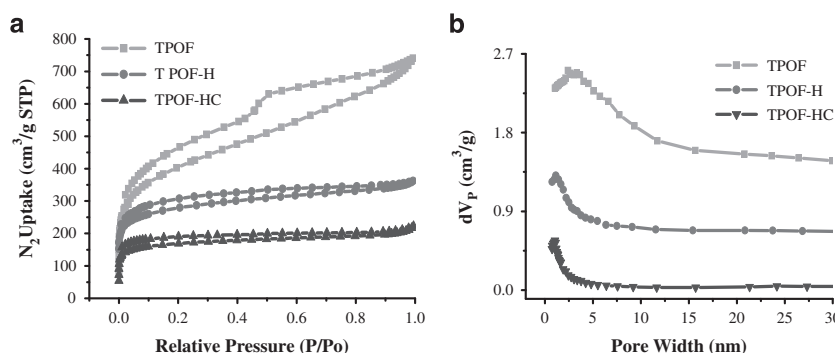 a
800
700
600
500
400
300
200
100
0
N2Uptake (cm3/g STP)
TPOF
T POF-H
TPOF-HC
0.0 0.2 0.4 0.6 0.8 1.0
Relative Pressure (P/Po)
b
2.7
1.8
0.9
0.0
dVP (cm3/g)
TPOF
TPOF-H
TPOF-HC
0 5 10 15 20 25 30
Pore Width (nm)